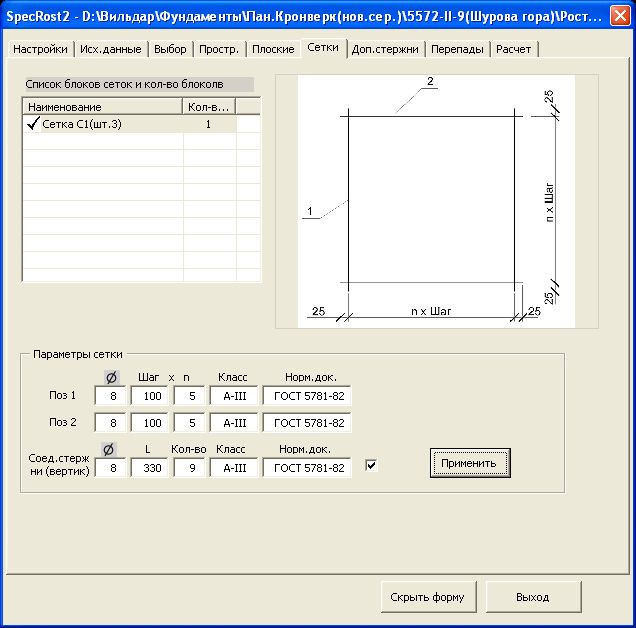 SpecRost2 - D:\Вильдар\Фундаменты\Пан.Кронверк(нов.сер.)\5572-II-9(Шурова гора)\Рост...
Настройки Исх.данные Выбор Простр. Плоские Сетки Доп.стержни Перепады Расчет
Список блоков сеток и кол-во блоколв
Наименование Кол-в...
Сетка С1(шт.3) 1
2
25
1
n x Шаг
25
25 n x Шаг 25
Параметры сетки
Ø Шаг x n Класс Норм.док.
Поз 1 8 100 5 A-III ГОСТ 5781-82
Поз 2 8 100 5 A-III ГОСТ 5781-82
Ø L Кол-во Класс Норм.док.
Соед.стерж
ни (вертик) 8 330 9 A-III ГОСТ 5781-82
Применить
Скрыть форму Выход